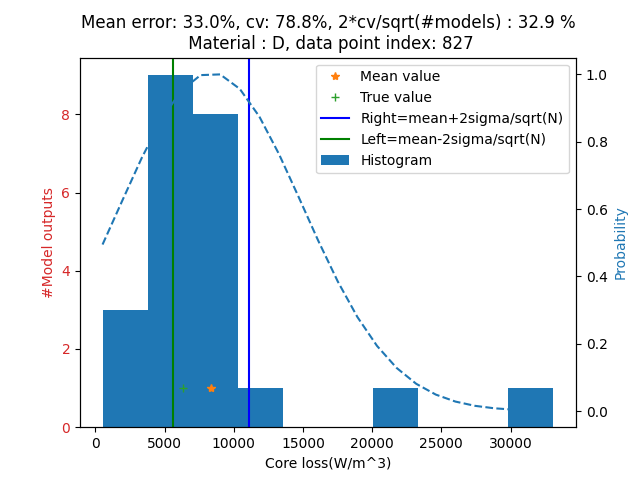 Mean error: 33.0%, cv: 78.8%, 2*cv/sqrt(#models) : 32.9 %
Material : D, data point index: 827
Mean value
True value
Right=mean+2sigma/sqrt(N)
Left=mean-2sigma/sqrt(N)
Histogram
#Model outputs
0
2
4
6
8
Probability
0.0
0.2
0.4
0.6
0.8
1.0
0 5000 10000 15000 20000 25000 30000
Core loss(W/m^3)